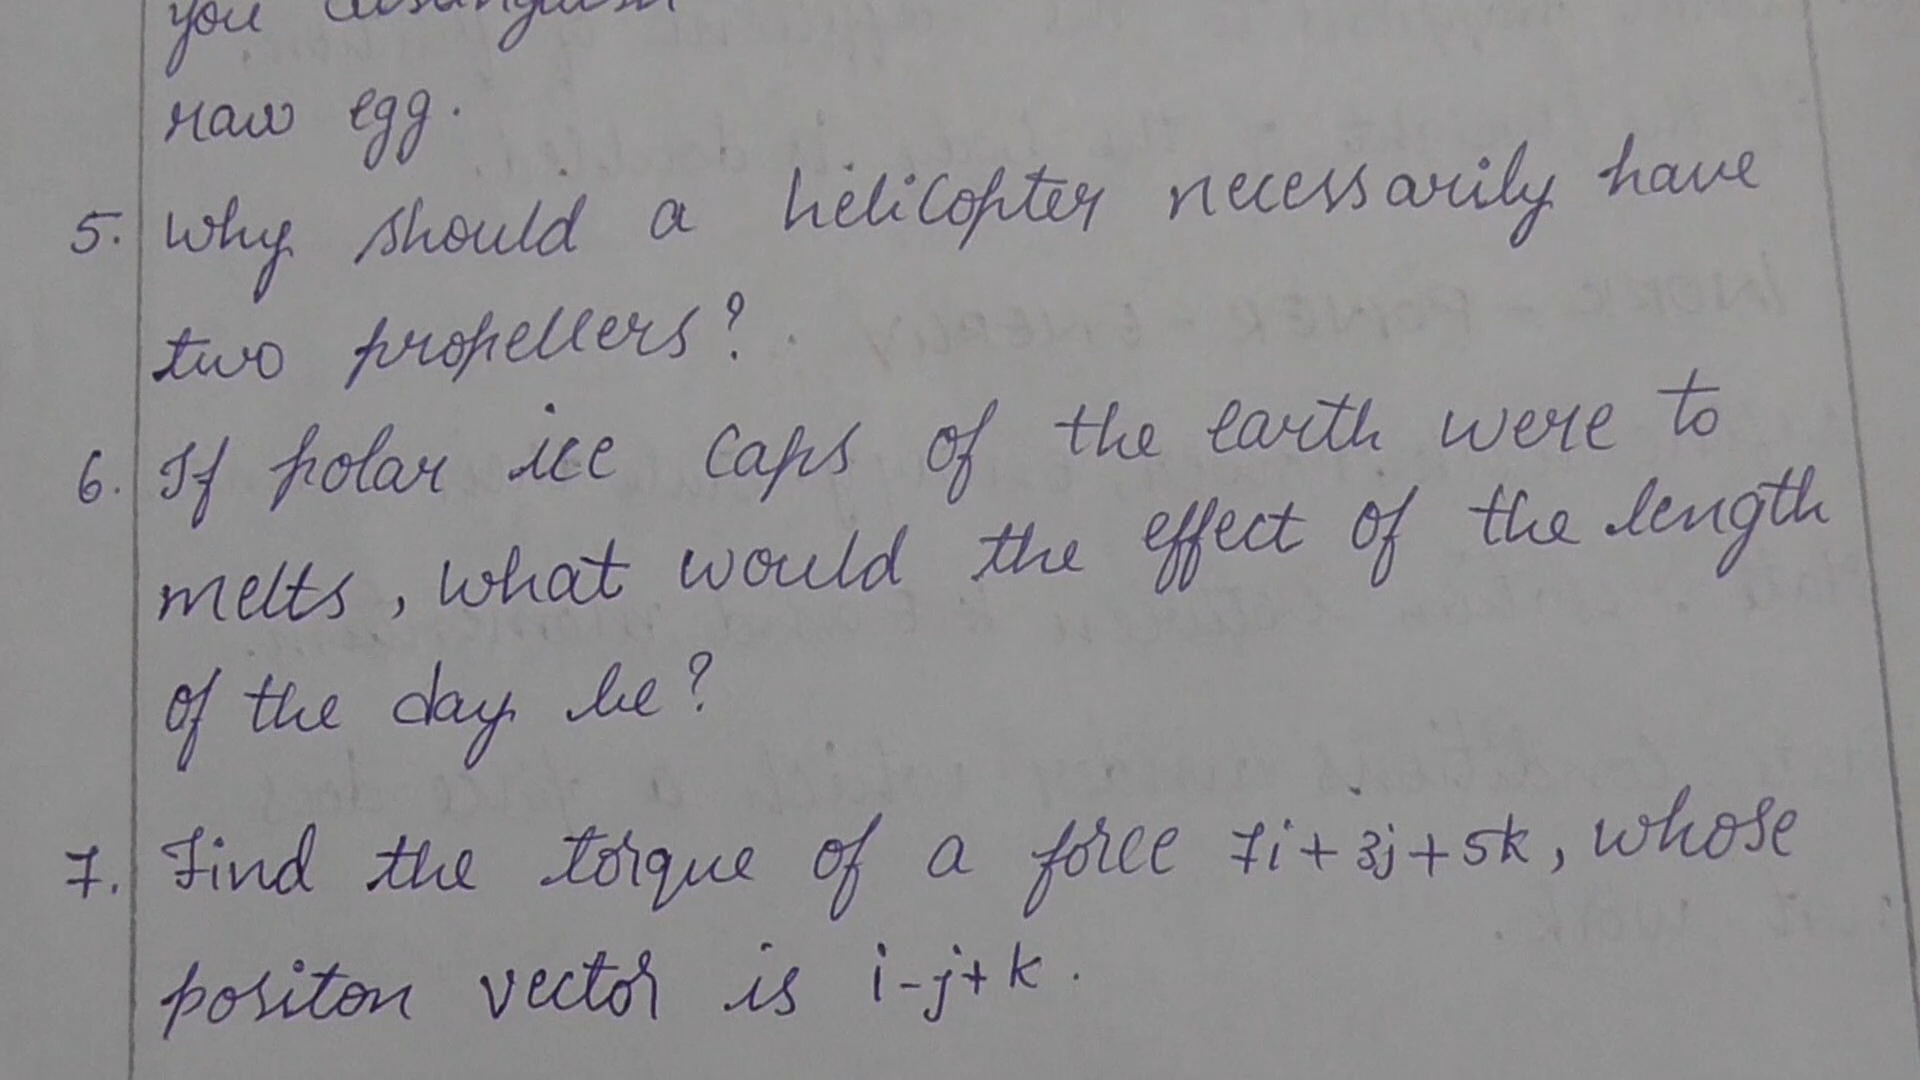 you distinguish
raw egg.
5. Why should a helicopter necessarily have
two propellers?
6. If polar ice caps of the earth were to
melts, what would the effect of the length
of the day be?
7. Find the torque of a force 7i+3j+5k, whose
positon vector is i-j+k.